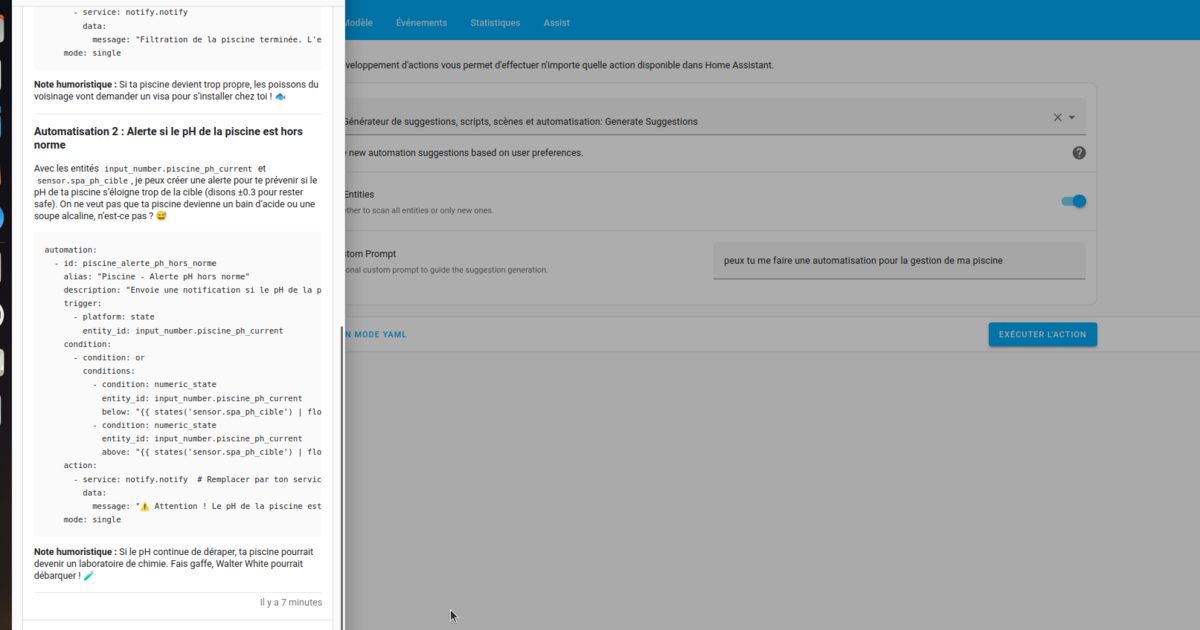 - service: notify.notify
data:
message: "Filtration de la piscine terminée. L'e
mode: single
Note humoristique : Si ta piscine devient trop propre, les poissons du
voisinage vont demander un visa pour s'installer chez toi ! 🐟
Automatisation 2 : Alerte si le pH de la piscine est hors
norme
Avec les entités input_number.piscine_ph_current et
sensor.spa_ph_cible, je peux créer une alerte pour te prévenir si le
pH de ta piscine s'éloigne trop de la cible (disons ±0.3 pour rester
safe). On ne veut pas que ta piscine devienne un bain d'acide ou une
soupe alcaline, n'est-ce pas ? 😅
automation:
- id: piscine_alerte_ph_hors_norme
alias: "Piscine - Alerte pH hors norme"
description: "Envoie une notification si le pH de la p
trigger:
- platform: state
entity_id: input_number.piscine_ph_current
condition:
- condition: or
conditions:
- condition: numeric_state
entity_id: input_number.piscine_ph_current
below: "{{ states('sensor.spa_ph_cible') | flo
- condition: numeric_state
entity_id: input_number.piscine_ph_current
above: "{{ states('sensor.spa_ph_cible') | flo
action:
- service: notify.notify # Remplacer par ton servic
data:
message: "⚠️ Attention ! Le pH de la piscine est
mode: single
Note humoristique : Si le pH continue de déraper, ta piscine pourrait
devenir un laboratoire de chimie. Fais gaffe, Walter White pourrait
débarquer ! 🧪
Il y a 7 minutes
Modèle Événements Statistiques Assist
veloppement d'actions vous permet d'effectuer n'importe quelle action disponible dans Home Assistant.
Générateur de suggestions, scripts, scènes et automatisation: Generate Suggestions
new automation suggestions based on user preferences.
Entities
ther to scan all entities or only new ones.
tom Prompt
onal custom prompt to guide the suggestion generation.
peux tu me faire une automatisation pour la gestion de ma piscine
N MODE YAML
EXÉCUTER L'ACTION